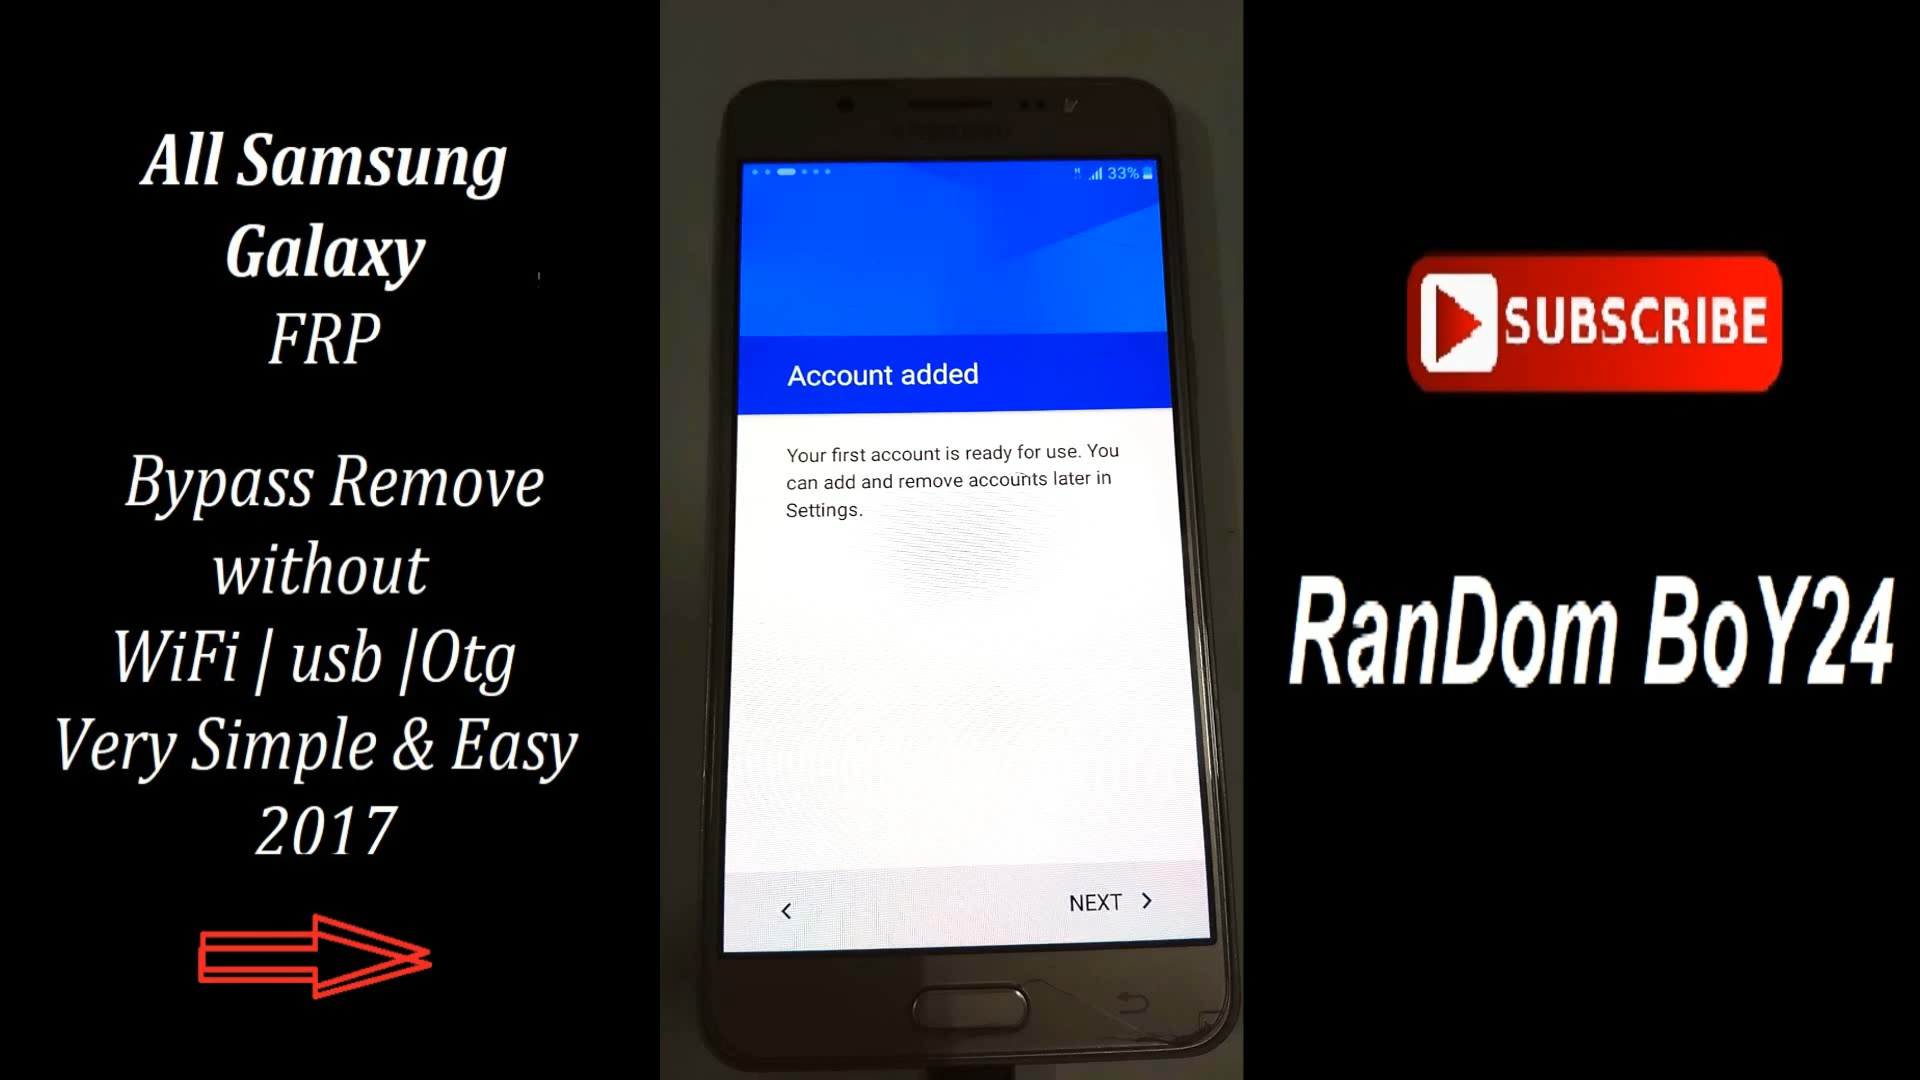 All Samsung
Galaxy
FRP
Bypass Remove
without
WiFi | usb |Otg
Very Simple & Easy
2017
33%
Account added
Your first account is ready for use. You
can add and remove accounts later in
Settings.
NEXT
SUBSCRIBE
RanDom BoY24